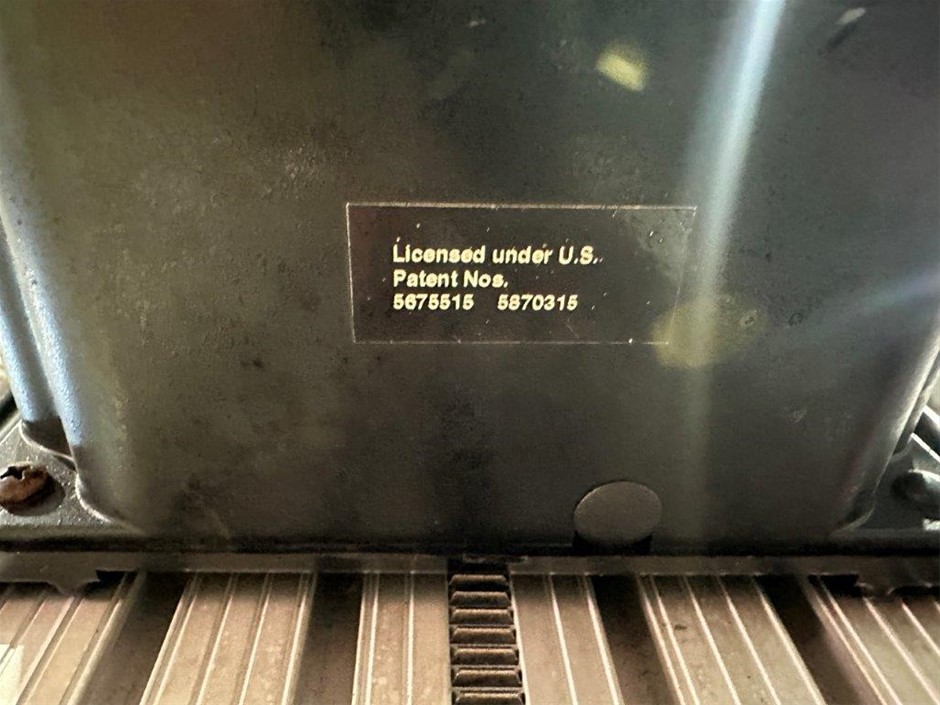 Licensed under U.S.
Patent Nos.
5675515 5870315